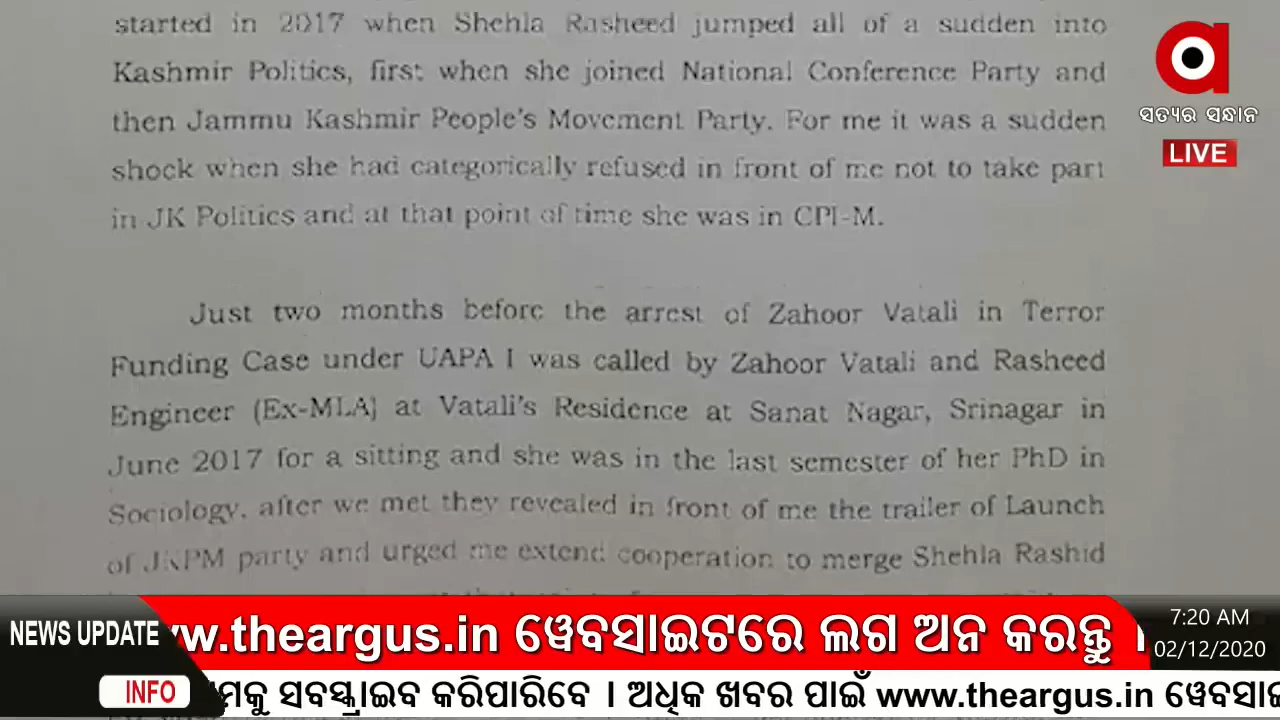 started in 2017 when Shehla Rasheed jumped all of a sudden into
Kashmir Politics, first when she joined National Conference Party and
then Jammu Kashmir People's Movement Party. For me it was a sudden
shock when she had categorically refused in front of me not to take part
in JK Politics and at that point of time she was in CPI-M.
Just two months before the arrest of Zahoor Vatali in Terror
Funding Case under UAPA I was called by Zahoor Vatali and Rasheed
Engineer (Ex-MLA) at Vatali's Residence at Sanat Nagar, Srinagar in
June 2017 for a sitting and she was in the last semester of her PhD in
Sociology, after we met they revealed in front of me the trailer of Launch
of JKPM party and urged me extend cooperation to merge Shehla Rashid
ସତ୍ୟର ସନ୍ଧାନ
LIVE
NEWS UPDATE
w.theargus.in ୱେବସାଇଟରେ ଲଗ ଅନ କରନ୍ତୁ ।
7:20 AM
02/12/2020
INFO
ମକୁ ସବସ୍କ୍ରାଇବ କରିପାରିବେ । ଅଧିକ ଖବର ପାଇଁ www.theargus.in ୱେବସାଇ